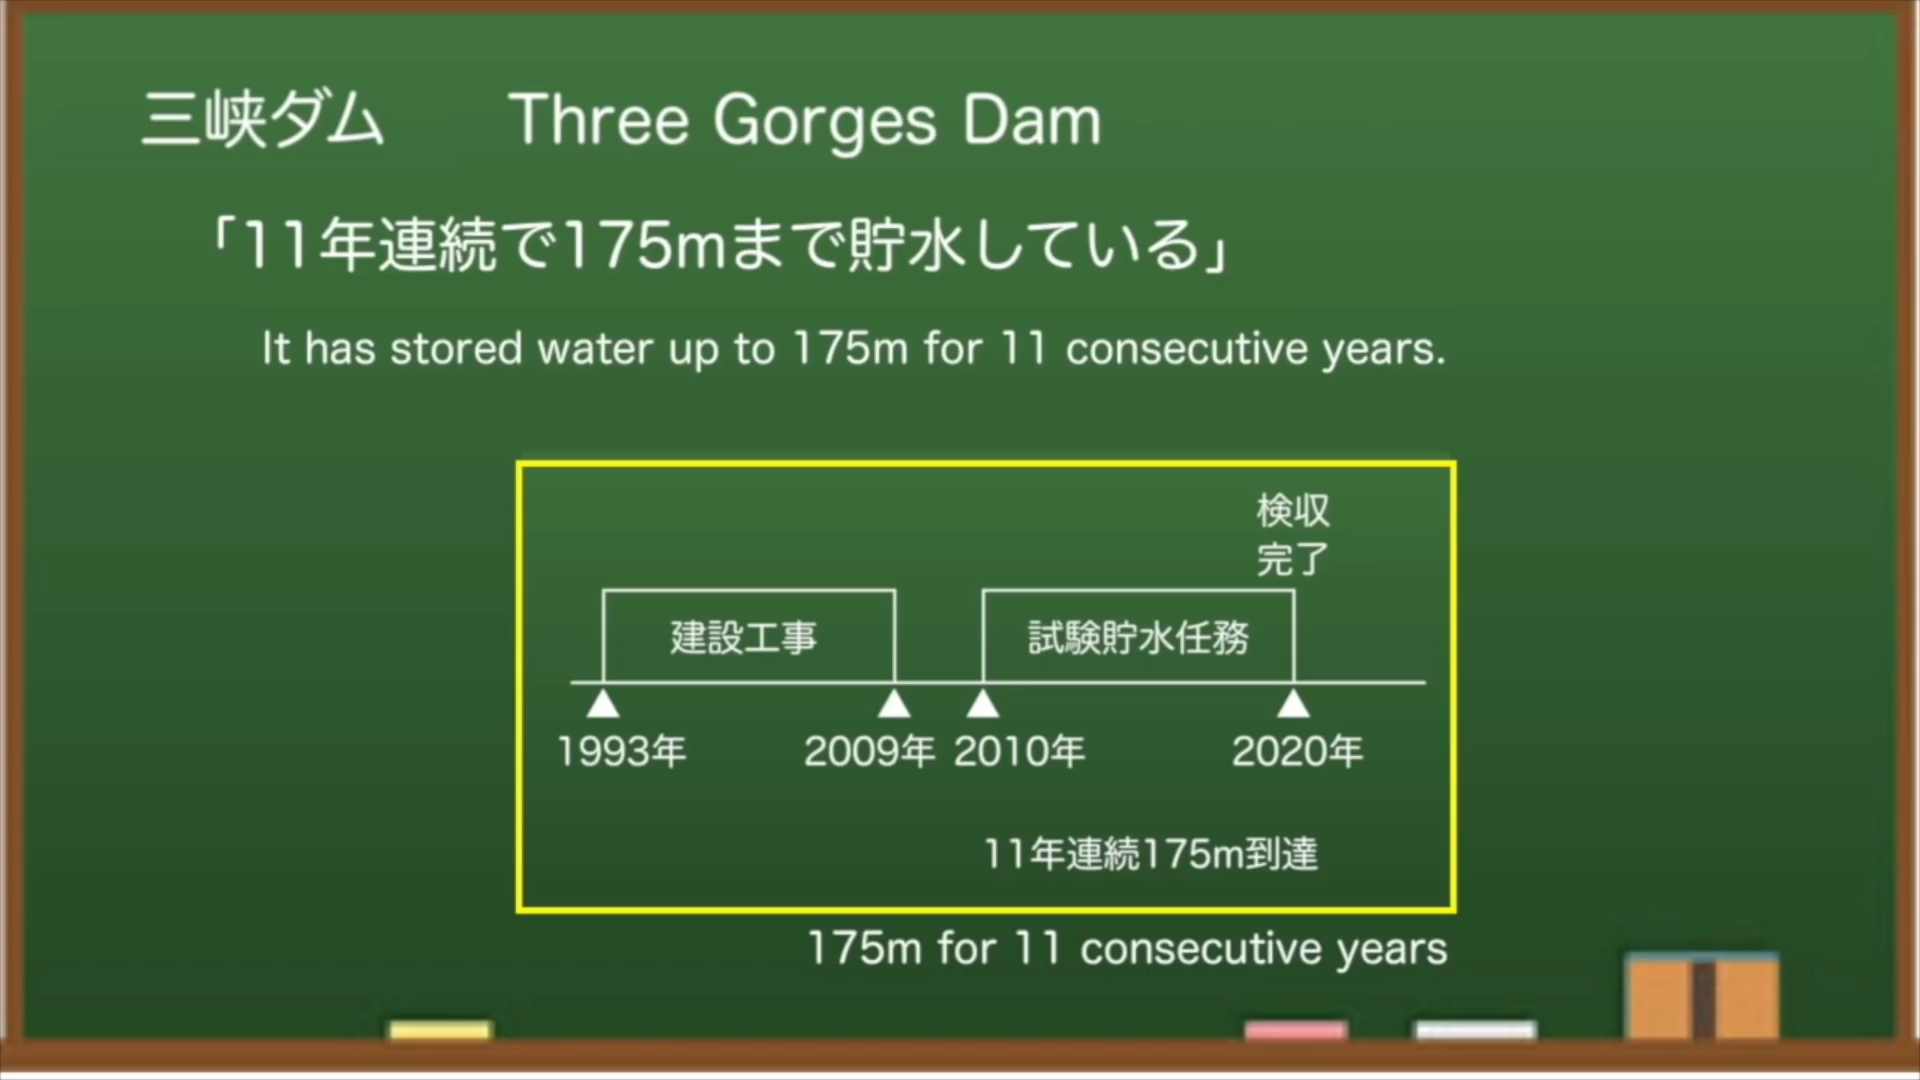 三峡ダム Three Gorges Dam
「11年連続で175mまで貯水している」
It has stored water up to 175m for 11 consecutive years.
検収
完了
建設工事 試験貯水任務
1993年 2009年 2010年 2020年
11年連続175m到達
175m for 11 consecutive years